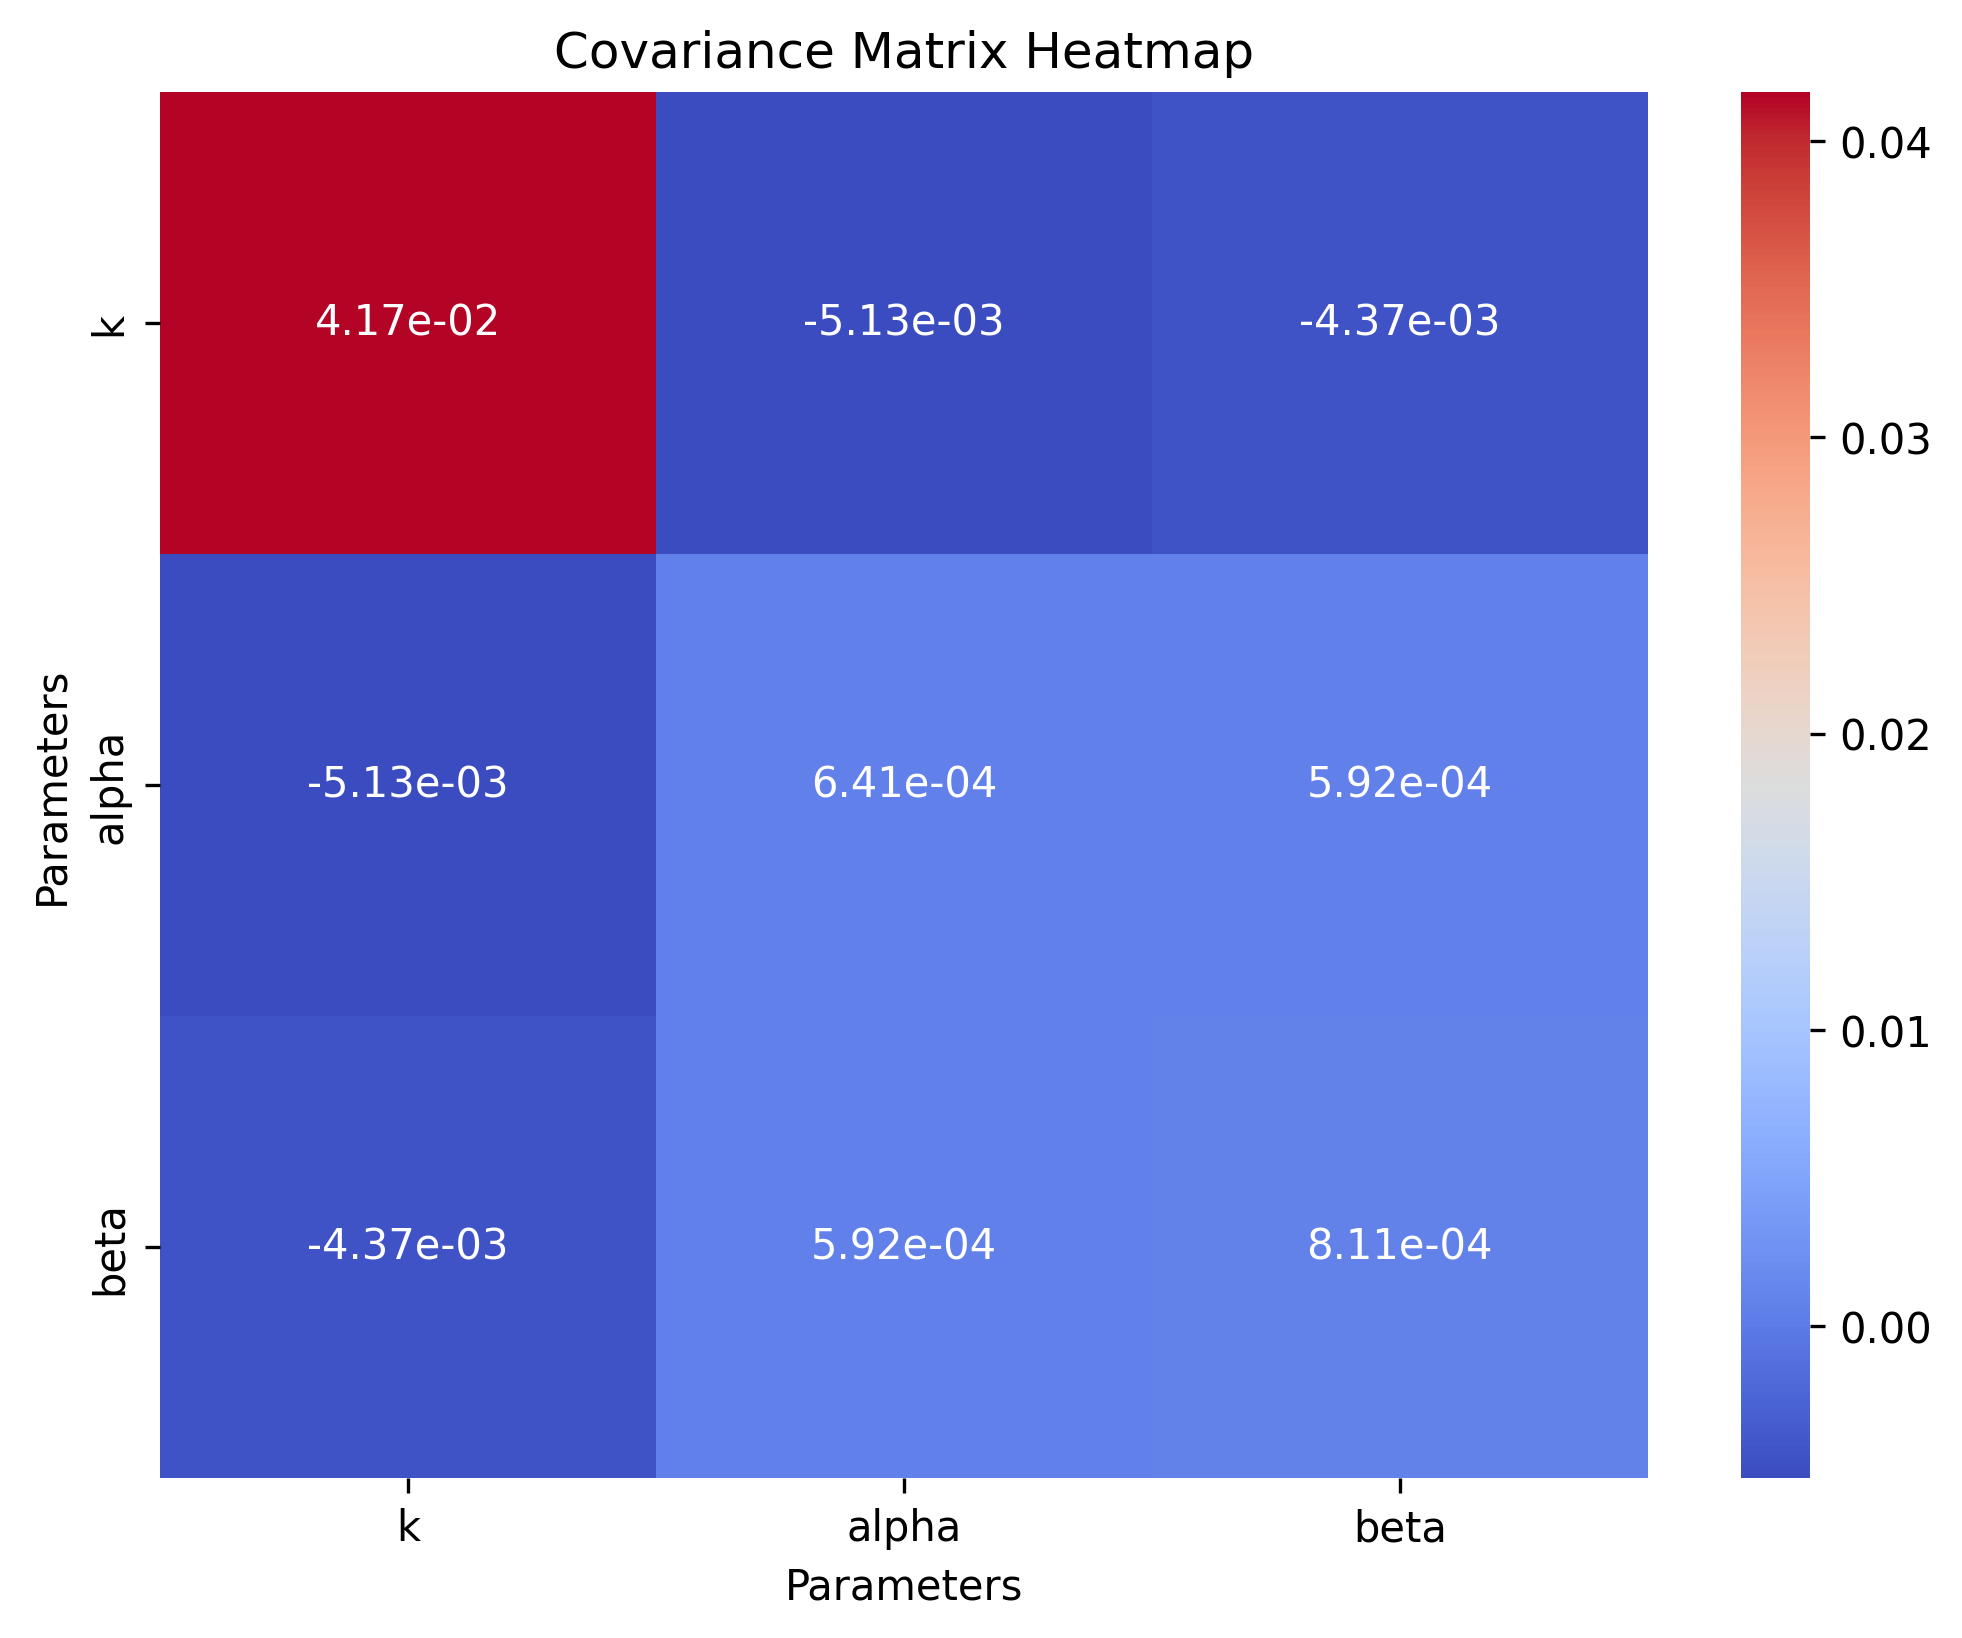 Covariance Matrix Heatmap
4.17e-02 -5.13e-03 -4.37e-03
-5.13e-03 6.41e-04 5.92e-04
-4.37e-03 5.92e-04 8.11e-04
k
alpha
beta
Parameters
k alpha beta
Parameters
0.04
0.03
0.02
0.01
0.00